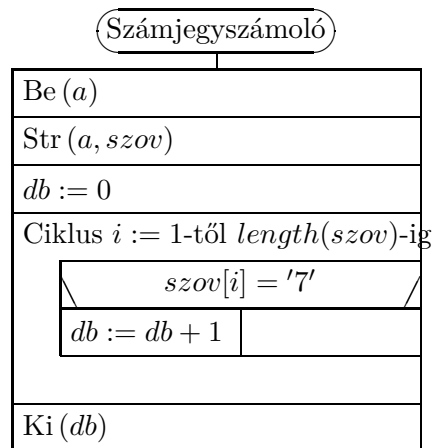 Számjegyszámoló
Be (a)
Str (a, szov)
db := 0
Ciklus i := 1-től length(szov)-ig
szov[i] = '7'
db := db + 1
Ki (db)